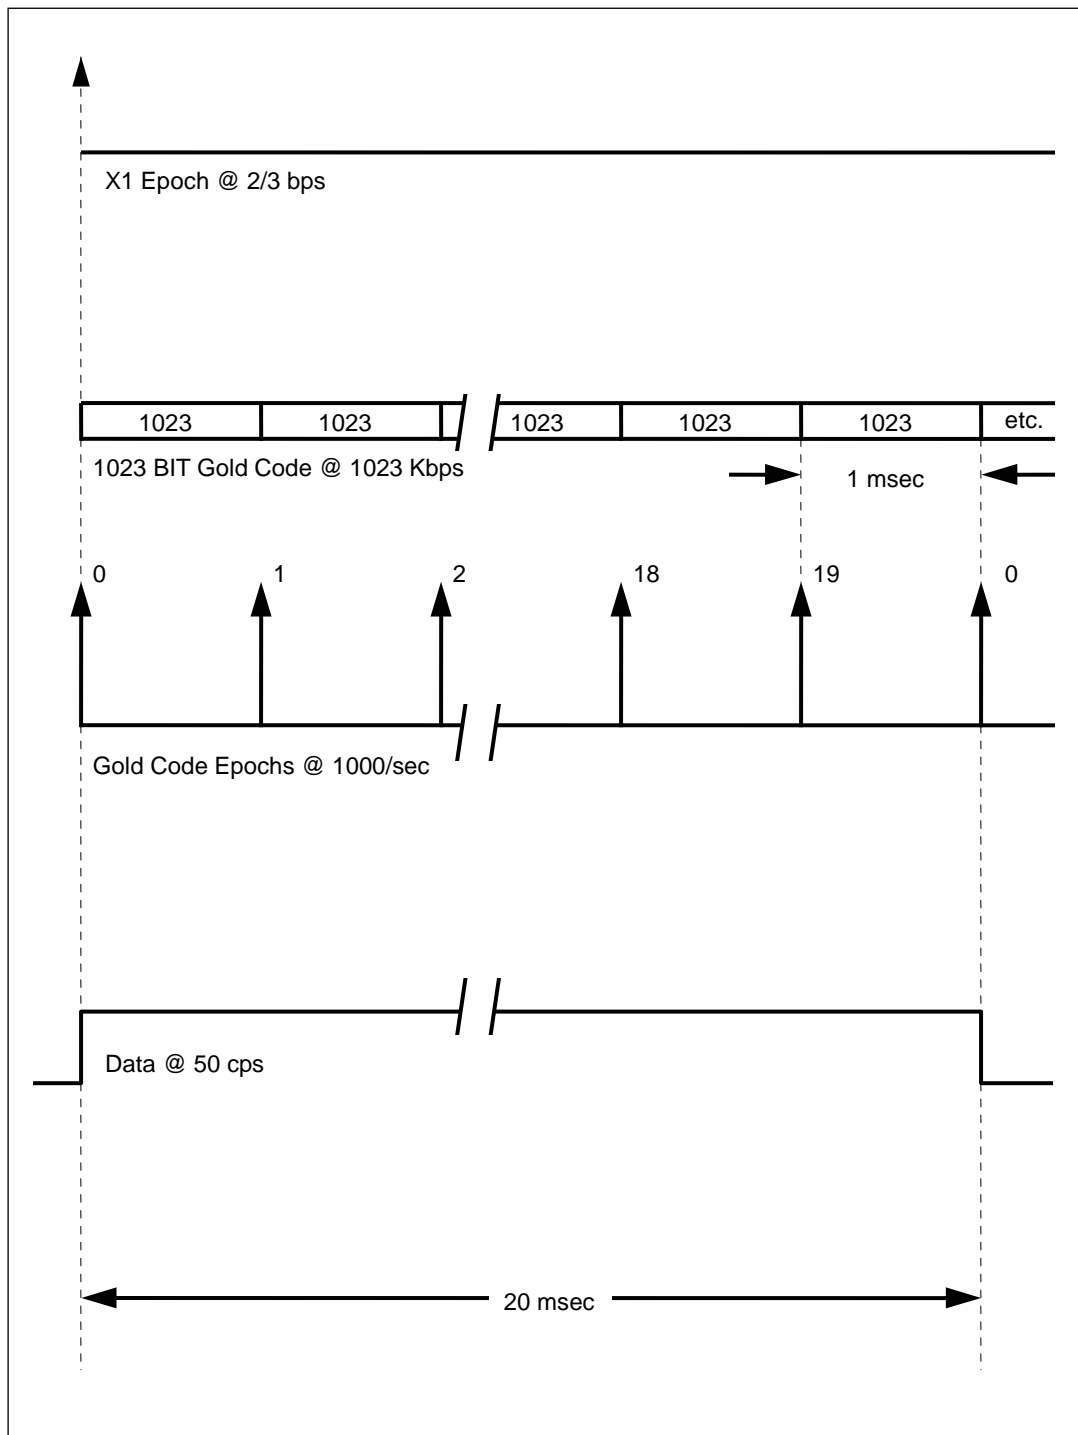 X1 Epoch @ 2/3 bps
1023 1023 1023 1023 1023 etc.
1023 BIT Gold Code @ 1023 Kbps
1 msec
0 1 2 18 19 0
Gold Code Epochs @ 1000/sec
Data @ 50 cps
20 msec